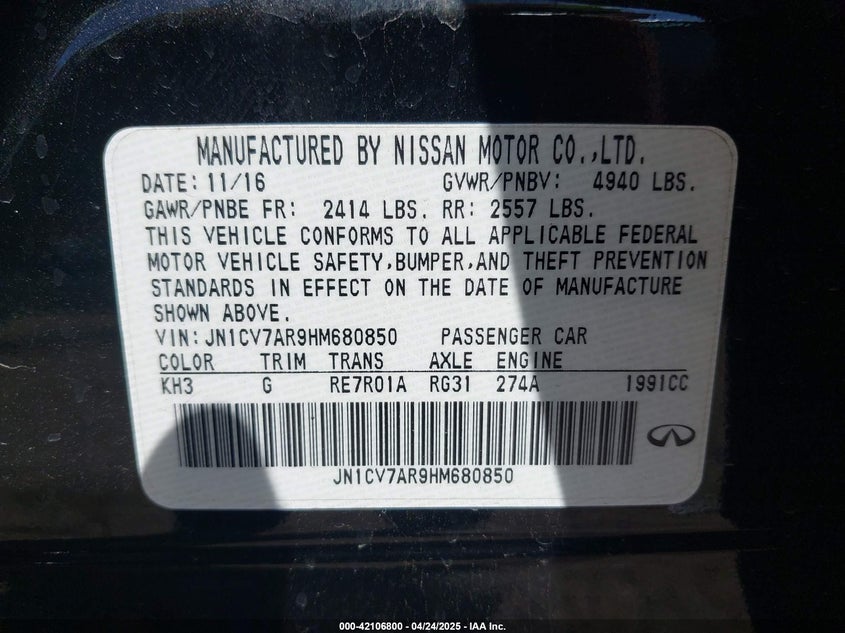 MANUFACTURED BY NISSAN MOTOR CO.,LTD.
DATE: 11/16 GVWR/PNBV: 4940 LBS.
GAWR/PNBE FR: 2414 LBS. RR: 2557 LBS.
THIS VEHICLE CONFORMS TO ALL APPLICABLE FEDERAL
MOTOR VEHICLE SAFETY,BUMPER,AND THEFT PREVENTION
STANDARDS IN EFFECT ON THE DATE OF MANUFACTURE
SHOWN ABOVE.
VIN: JN1CV7AR9HM680850 PASSENGER CAR
COLOR TRIM TRANS AXLE ENGINE
KH3 G RE7R01A RG31 274A 1991CC
JN1CV7AR9HM680850
000-42106800 - 04/24/2025 - IAA Inc.